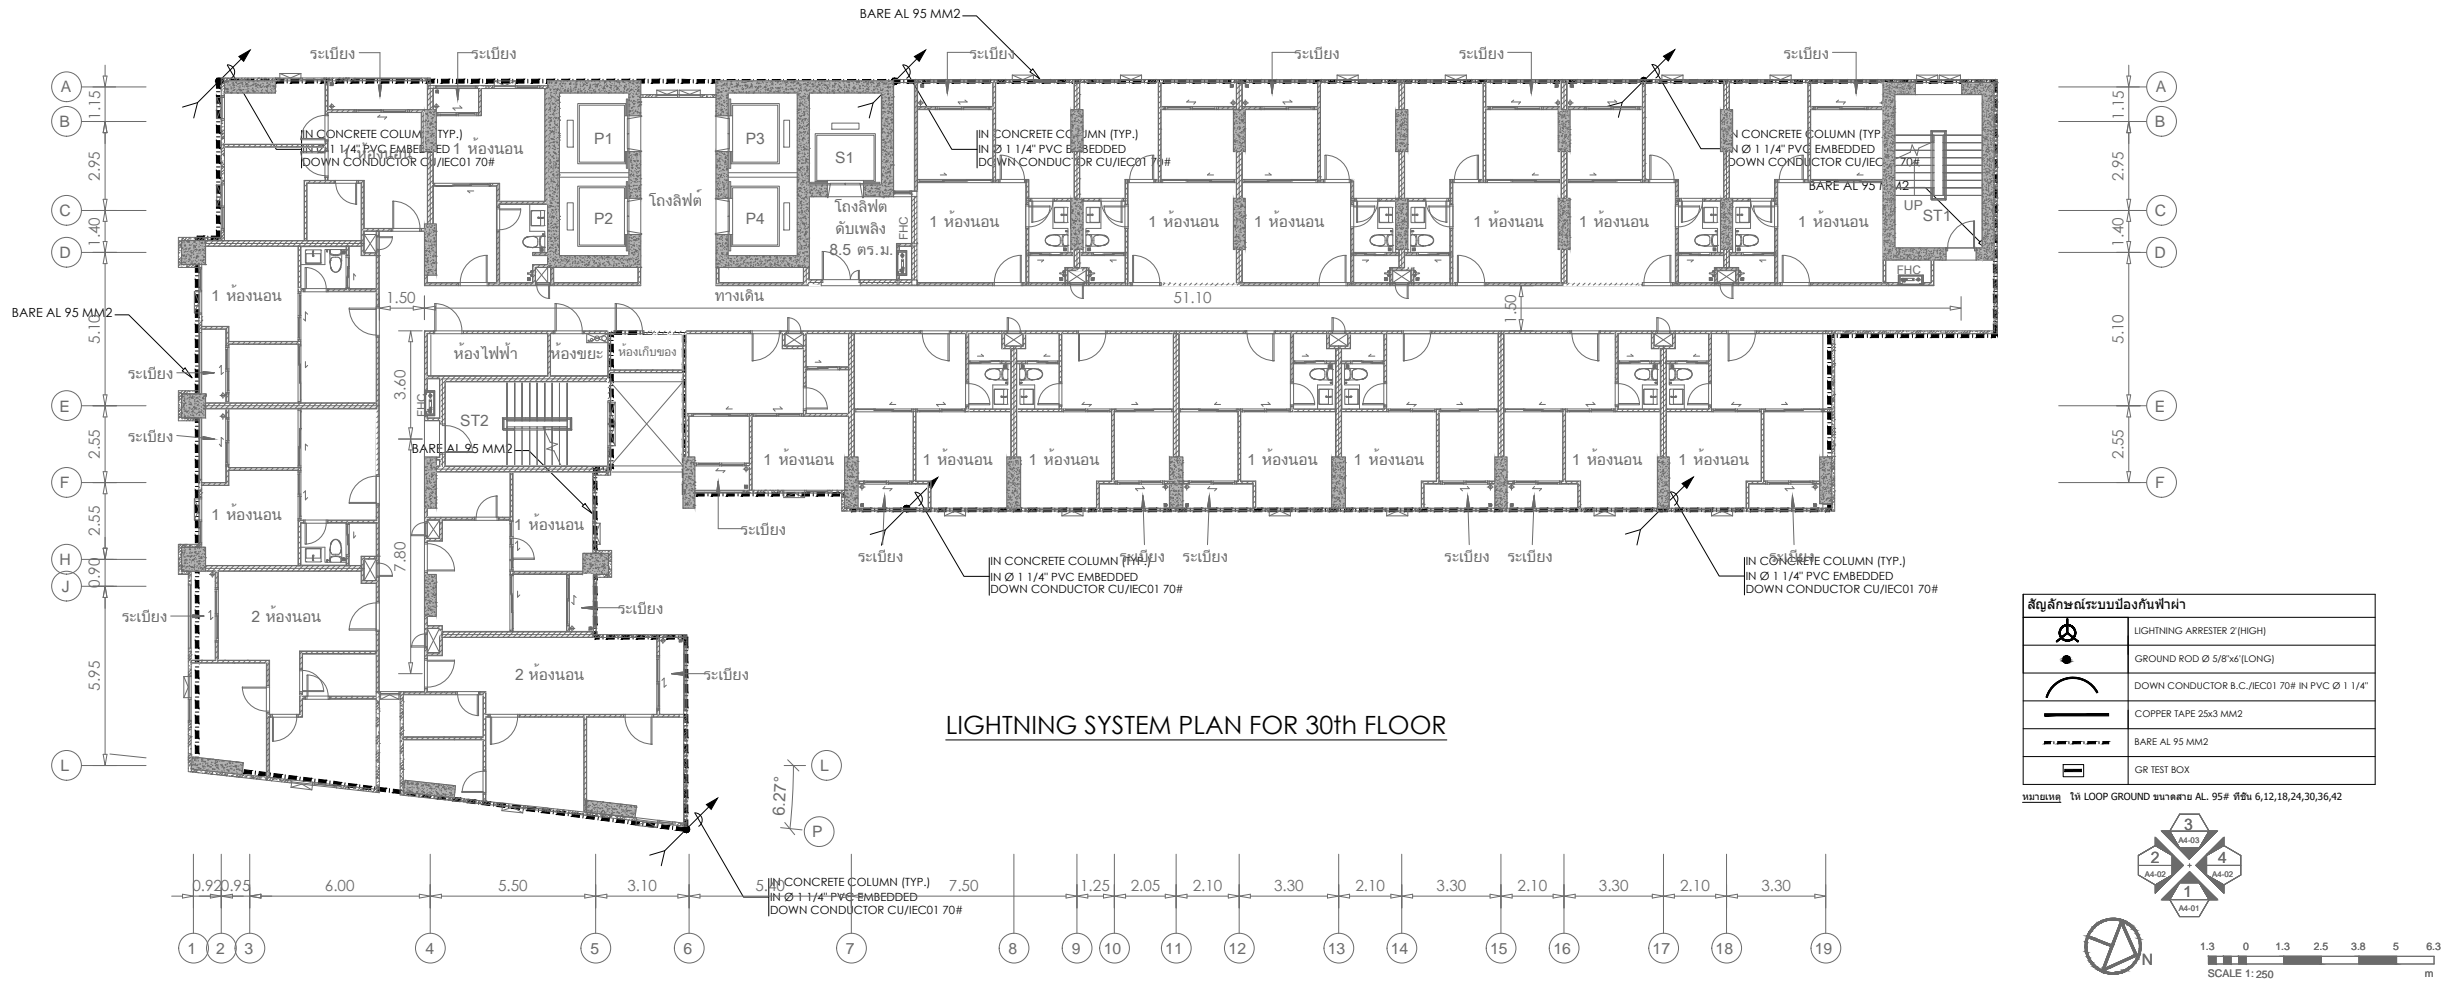 BARE AL 95 MM2
ระเบียง
ระเบียง
ระเบียง
ระเบียง
ระเบียง
ระเบียง
A
B
C
D
E
F
H
J
L
1.15
2.95
1.40
5.10
2.55
2.55
0.90
5.95
A
B
C
D
E
F
1.15
2.95
1.40
5.10
2.55
IN CONCRETE COLUMN (TYP.)
IN Ø 1 1/4" PVC EMBEDDED
DOWN CONDUCTOR CU/IEC01 70#
1 ห้องนอน
1 ห้องนอน
P1
P2
P3
P4
S1
โถงลิฟต์
โถงลิฟต์
ดับเพลิง
8.5 ตร.ม.
FHC
IN CONCRETE COLUMN (TYP.)
IN Ø 1 1/4" PVC EMBEDDED
DOWN CONDUCTOR CU/IEC01 70#
IN CONCRETE COLUMN (TYP.)
IN Ø 1 1/4" PVC EMBEDDED
DOWN CONDUCTOR CU/IEC01 70#
BARE AL 95 MM2
UP
ST1
FHC
1 ห้องนอน
1 ห้องนอน
1 ห้องนอน
1 ห้องนอน
1 ห้องนอน
1 ห้องนอน
1 ห้องนอน
1.50
ทางเดิน
51.10
1.50
BARE AL 95 MM2
ระเบียง
ระเบียง
3.60
ห้องไฟฟ้า
ห้องขยะ
ห้องเก็บของ
FHC
ST2
BARE AL 95 MM2
1 ห้องนอน
1 ห้องนอน
1 ห้องนอน
1 ห้องนอน
1 ห้องนอน
1 ห้องนอน
1 ห้องนอน
1 ห้องนอน
1 ห้องนอน
7.80
ระเบียง
ระเบียง
ระเบียง
ระเบียง
ระเบียง
ระเบียง
ระเบียง
IN CONCRETE COLUMN (TYP.)
IN Ø 1 1/4" PVC EMBEDDED
DOWN CONDUCTOR CU/IEC01 70#
IN CONCRETE COLUMN (TYP.)
IN Ø 1 1/4" PVC EMBEDDED
DOWN CONDUCTOR CU/IEC01 70#
ระเบียง
2 ห้องนอน
ระเบียง
2 ห้องนอน
ระเบียง
LIGHTNING SYSTEM PLAN FOR 30th FLOOR
L
6.27°
P
IN CONCRETE COLUMN (TYP.)
IN Ø 1 1/4" PVC EMBEDDED
DOWN CONDUCTOR CU/IEC01 70#
0.92 0.95 6.00 5.50 3.10 5.40 7.50 1.25 2.05 2.10 3.30 2.10 3.30 2.10 3.30 2.10 3.30
1 2 3 4 5 6 7 8 9 10 11 12 13 14 15 16 17 18 19
สัญลักษณ์ระบบป้องกันฟ้าผ่า
LIGHTNING ARRESTER 2'(HIGH)
GROUND ROD Ø 5/8"x6'(LONG)
DOWN CONDUCTOR B.C./IEC01 70# IN PVC Ø 1 1/4"
COPPER TAPE 25x3 MM2
BARE AL 95 MM2
GR TEST BOX
หมายเหตุ ให้ LOOP GROUND ขนาดสาย AL. 95# ที่ชั้น 6,12,18,24,30,36,42
3
A4-03
2
A4-02
4
A4-02
1
A4-01
N
1.3 0 1.3 2.5 3.8 5 6.3
SCALE 1: 250 m